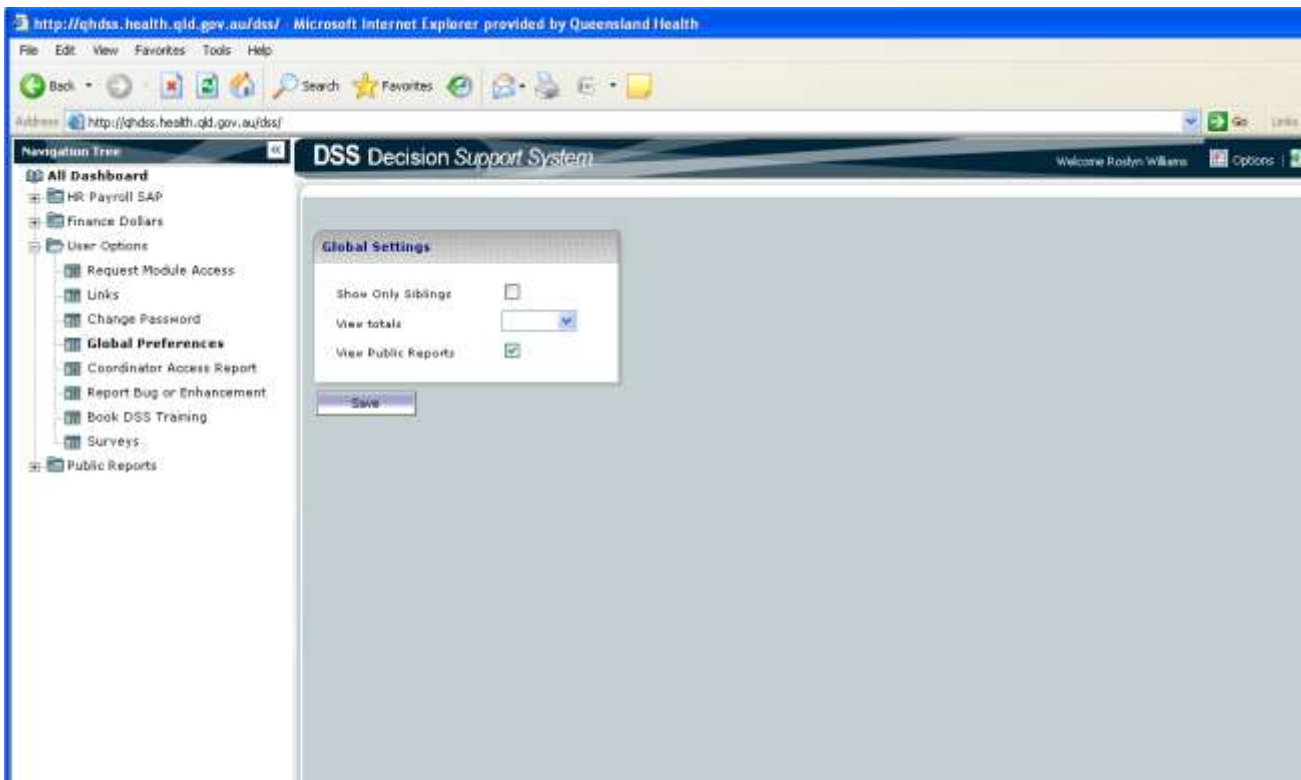 http://qhdss.health.qld.gov.au/dss/ - Microsoft Internet Explorer provided by Queensland Health
File Edit View Favorites Tools Help
Back Search Favorites
Address http://qhdss.health.qld.gov.au/dss/ Go Links
Navigation Tree
DSS Decision Support System
Welcome Roslyn Williams Options |
All Dashboard
HR Payroll SAP
Finance Dollars
User Options
Request Module Access
Links
Change Password
Global Preferences
Coordinator Access Report
Report Bug or Enhancement
Book DSS Training
Surveys
Public Reports
Global Settings
Show Only Siblings
View totals
View Public Reports
Save